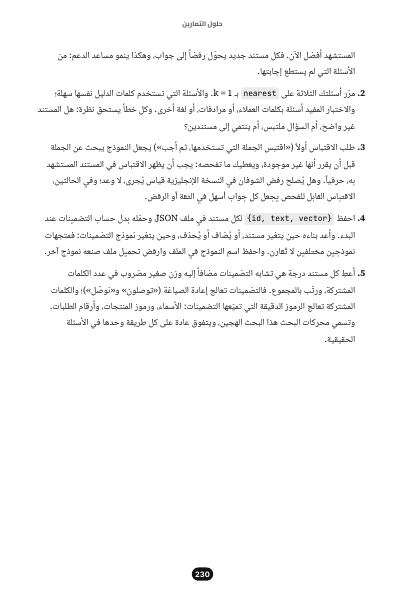 حلول التمارين
المستشهد أفضل الآن. فكل مستند جديد يحوّل رفضاً إلى جواب، وهكذا ينمو مساعد الدعم: من
الأسئلة التي لم يستطع إجابتها.
2. مرّر أسئلتك الثلاثة على nearest بـ k = 1. والأسئلة التي تستخدم كلمات الدليل نفسها سهلة؛
والاختبار المفيد أسئلة بكلمات العملاء، أو مرادفات، أو لغة أخرى. وكل خطأ يستحق نظرة: هل المستند
غير واضح، أم السؤال ملتبس، أم ينتمي إلى مستندين؟
3. طلب الاقتباس أولاً («اقتبس الجملة التي تستخدمها، ثم أجب») يجعل النموذج يبحث عن الجملة
قبل أن يقرر أنها غير موجودة، ويعطيك ما تفحصه: يجب أن يظهر الاقتباس في المستند المستشهد
به، حرفياً. وهل يُصلح رفض الشوفان في النسخة الإنجليزية قياس يُجرى، لا وعد؛ وفي الحالتين،
الاقتباس القابل للفحص يجعل كل جواب أسهل في الثقة أو الرفض.
4. احفظ {id, text, vector} لكل مستند في ملف JSON، وحمّله بدل حساب التضمينات عند
البدء. وأعد بناءه حين يتغير مستند، أو يُضاف أو يُحذف، وحين يتغير نموذج التضمينات: فمتجهات
نموذجين مختلفين لا تُقارن. واحفظ اسم النموذج في الملف وارفض تحميل ملف صنعه نموذج آخر.
5. أعطِ كل مستند درجة هي تشابه التضمينات مضافاً إليه وزن صغير مضروب في عدد الكلمات
المشتركة، ورتّب بالمجموع. فالتضمينات تعالج إعادة الصياغة («توصلون» و«نوصّل»)؛ والكلمات
المشتركة تعالج الرموز الدقيقة التي تميّعها التضمينات: الأسماء، ورموز المنتجات، وأرقام الطلبات.
وتسمي محركات البحث هذا البحث الهجين، ويتفوق عادة على كل طريقة وحدها في الأسئلة
الحقيقية.
230